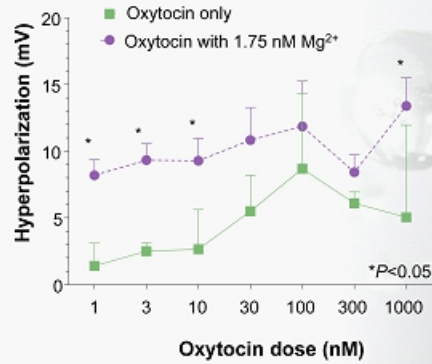 Oxytocin only
Oxytocin with 1.75 nM Mg²⁺
Hyperpolarization (mV)
20
15
10
5
0
*
*
*
*
*P<0.05
1 3 10 30 100 300 1000
Oxytocin dose (nM)